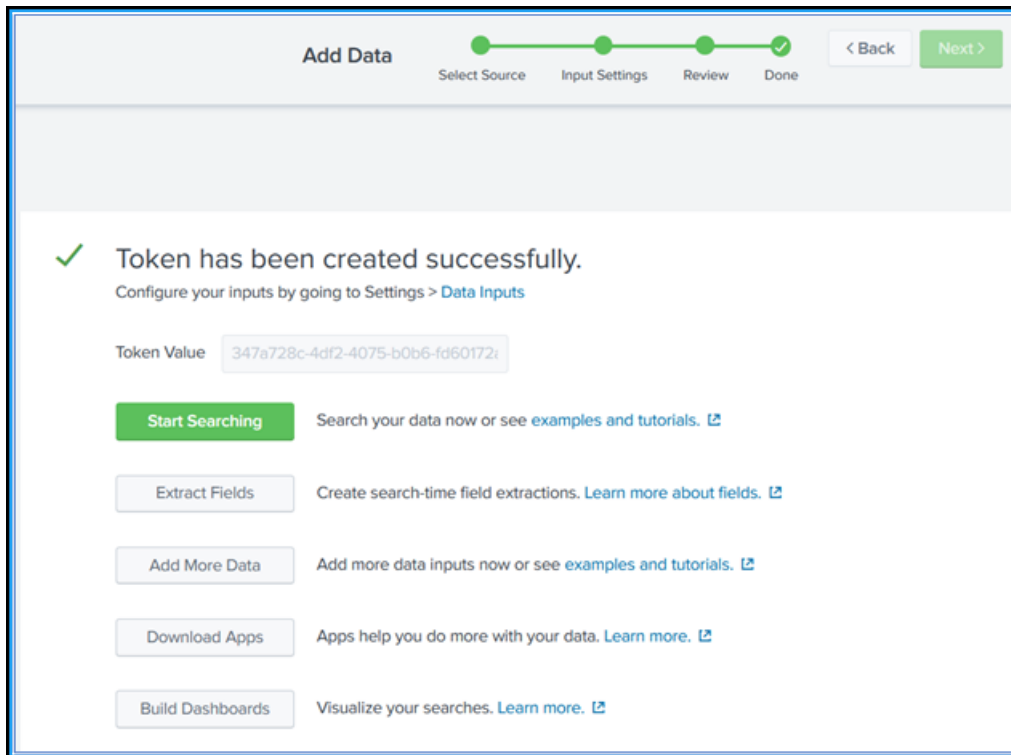 Add Data
Select Source
Input Settings
Review
Done
< Back
Next >
Token has been created successfully.
Configure your inputs by going to Settings > Data Inputs
Token Value 347a728c-4df2-4075-b0b6-fd60172
Start Searching Search your data now or see examples and tutorials.
Extract Fields Create search-time field extractions. Learn more about fields.
Add More Data Add more data inputs now or see examples and tutorials.
Download Apps Apps help you do more with your data. Learn more.
Build Dashboards Visualize your searches. Learn more.